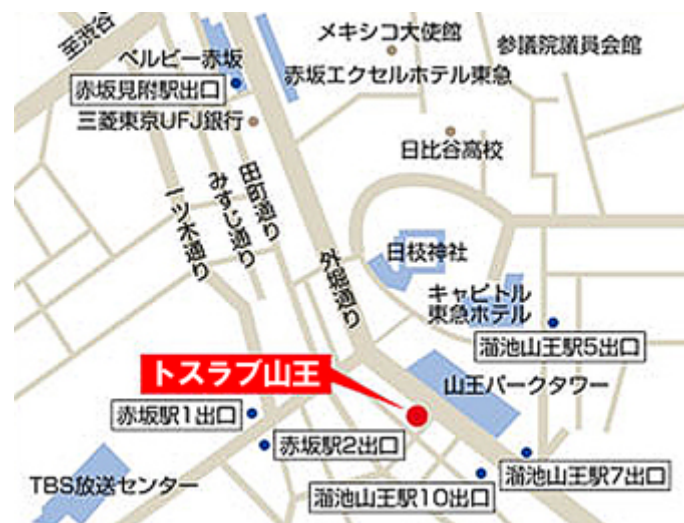 至渋谷
ベルビー赤坂
赤坂見附駅出口
三菱東京UFJ銀行
メキシコ大使館
赤坂エクセルホテル東急
参議院議員会館
日比谷高校
一ツ木通り
みすじ通り
田町通り
外堀通り
日枝神社
キャピトル
東急ホテル
溜池山王駅5出口
トスラブ山王
山王パークタワー
赤坂駅1出口
赤坂駅2出口
TBS放送センター
溜池山王駅7出口
溜池山王駅10出口